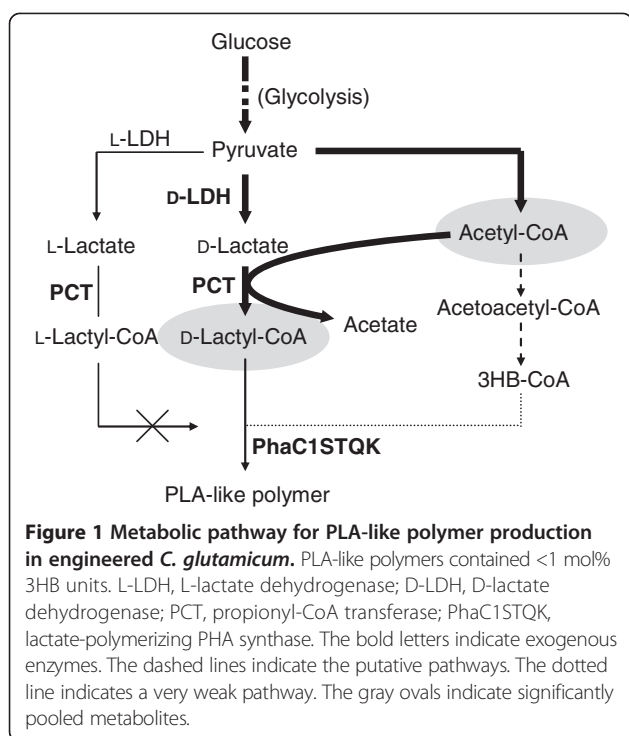 Glucose
(Glycolysis)
L-LDH
Pyruvate
D-LDH
L-Lactate
D-Lactate
Acetyl-CoA
PCT
PCT
Acetoacetyl-CoA
Acetate
L-Lactyl-CoA
D-Lactyl-CoA
3HB-CoA
PhaC1STQK
PLA-like polymer
Figure 1 Metabolic pathway for PLA-like polymer production
in engineered C. glutamicum. PLA-like polymers contained <1 mol%
3HB units. L-LDH, L-lactate dehydrogenase; D-LDH, D-lactate
dehydrogenase; PCT, propionyl-CoA transferase; PhaC1STQK,
lactate-polymerizing PHA synthase. The bold letters indicate exogenous
enzymes. The dashed lines indicate the putative pathways. The dotted
line indicates a very weak pathway. The gray ovals indicate significantly
pooled metabolites.